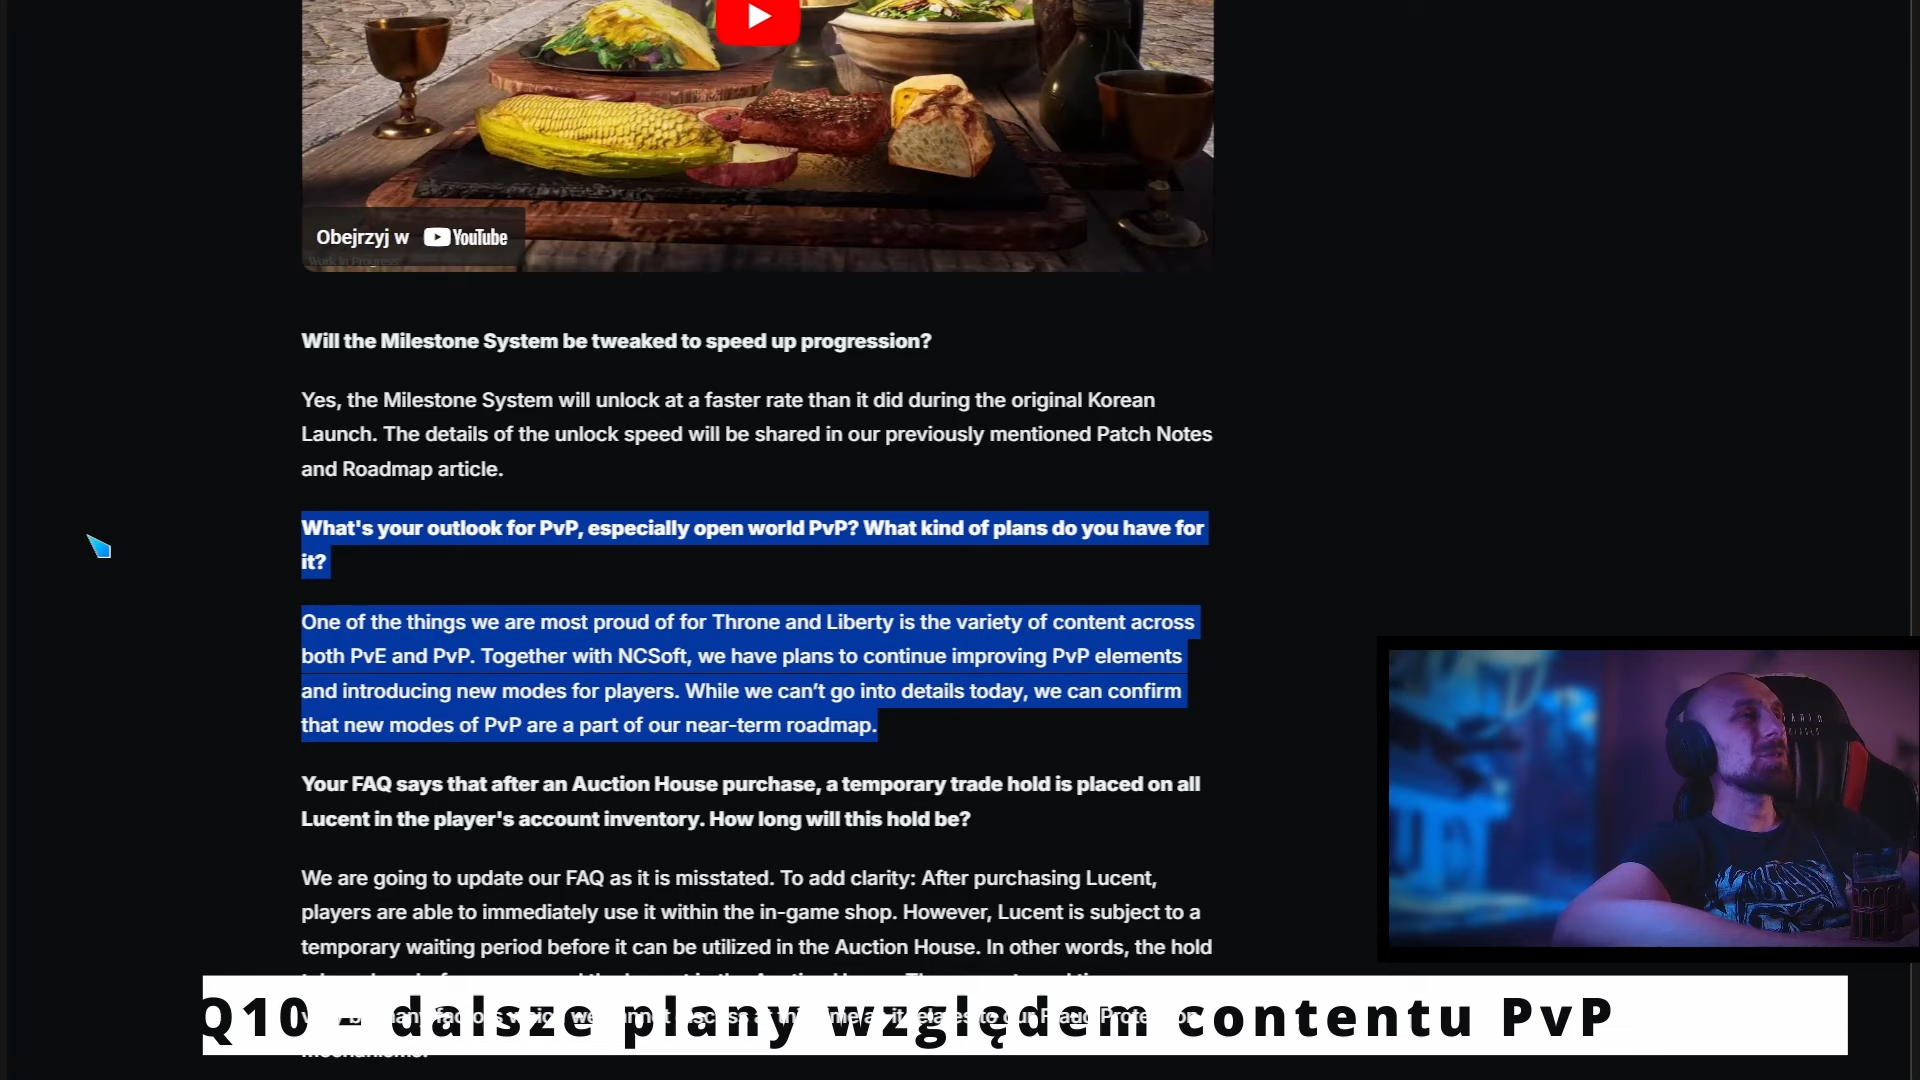 Obejrzyj w YouTube
Work In Progress
Will the Milestone System be tweaked to speed up progression?
Yes, the Milestone System will unlock at a faster rate than it did during the original Korean
Launch. The details of the unlock speed will be shared in our previously mentioned Patch Notes
and Roadmap article.
What's your outlook for PvP, especially open world PvP? What kind of plans do you have for
it?
One of the things we are most proud of for Throne and Liberty is the variety of content across
both PvE and PvP. Together with NCSoft, we have plans to continue improving PvP elements
and introducing new modes for players. While we can’t go into details today, we can confirm
that new modes of PvP are a part of our near-term roadmap.
Your FAQ says that after an Auction House purchase, a temporary trade hold is placed on all
Lucent in the player's account inventory. How long will this hold be?
We are going to update our FAQ as it is misstated. To add clarity: After purchasing Lucent,
players are able to immediately use it within the in-game shop. However, Lucent is subject to a
temporary waiting period before it can be utilized in the Auction House. In other words, the hold
Q10 - dalsze plany względem contentu PvP